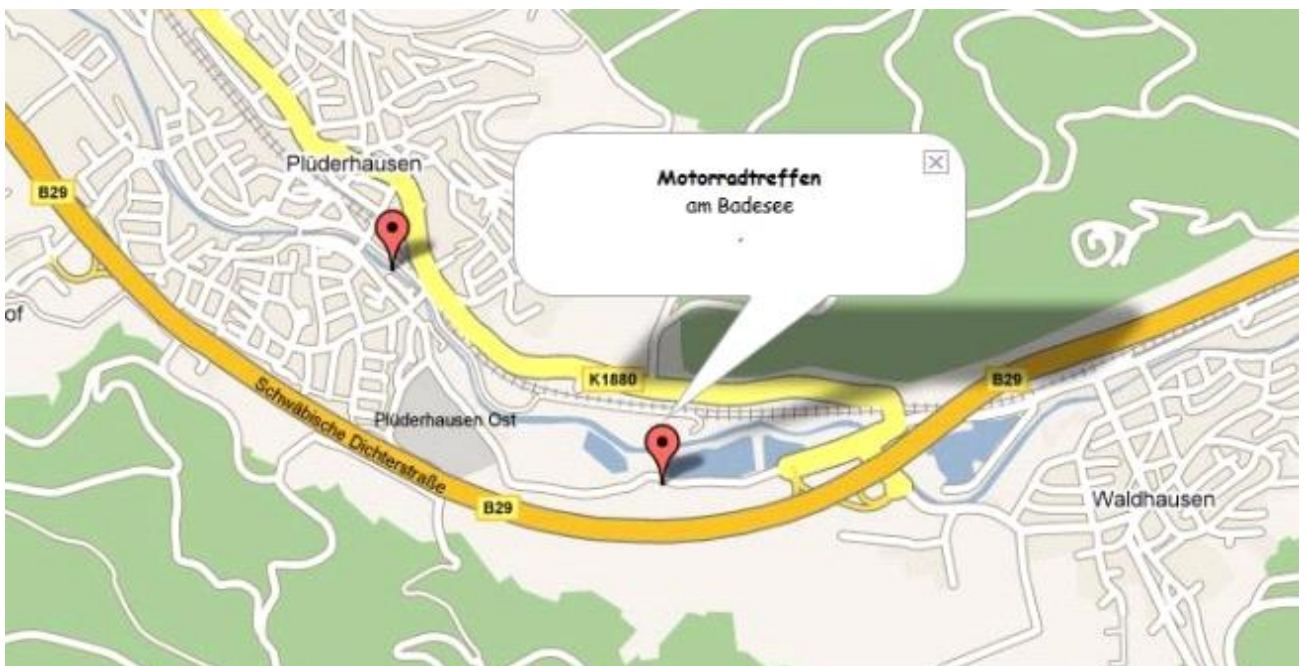 Plüderhausen
B29
Motorradtreffen
am Badesee
of
K1880
B29
Schwäbische Dichterstraße
Plüderhausen Ost
B29
Waldhausen